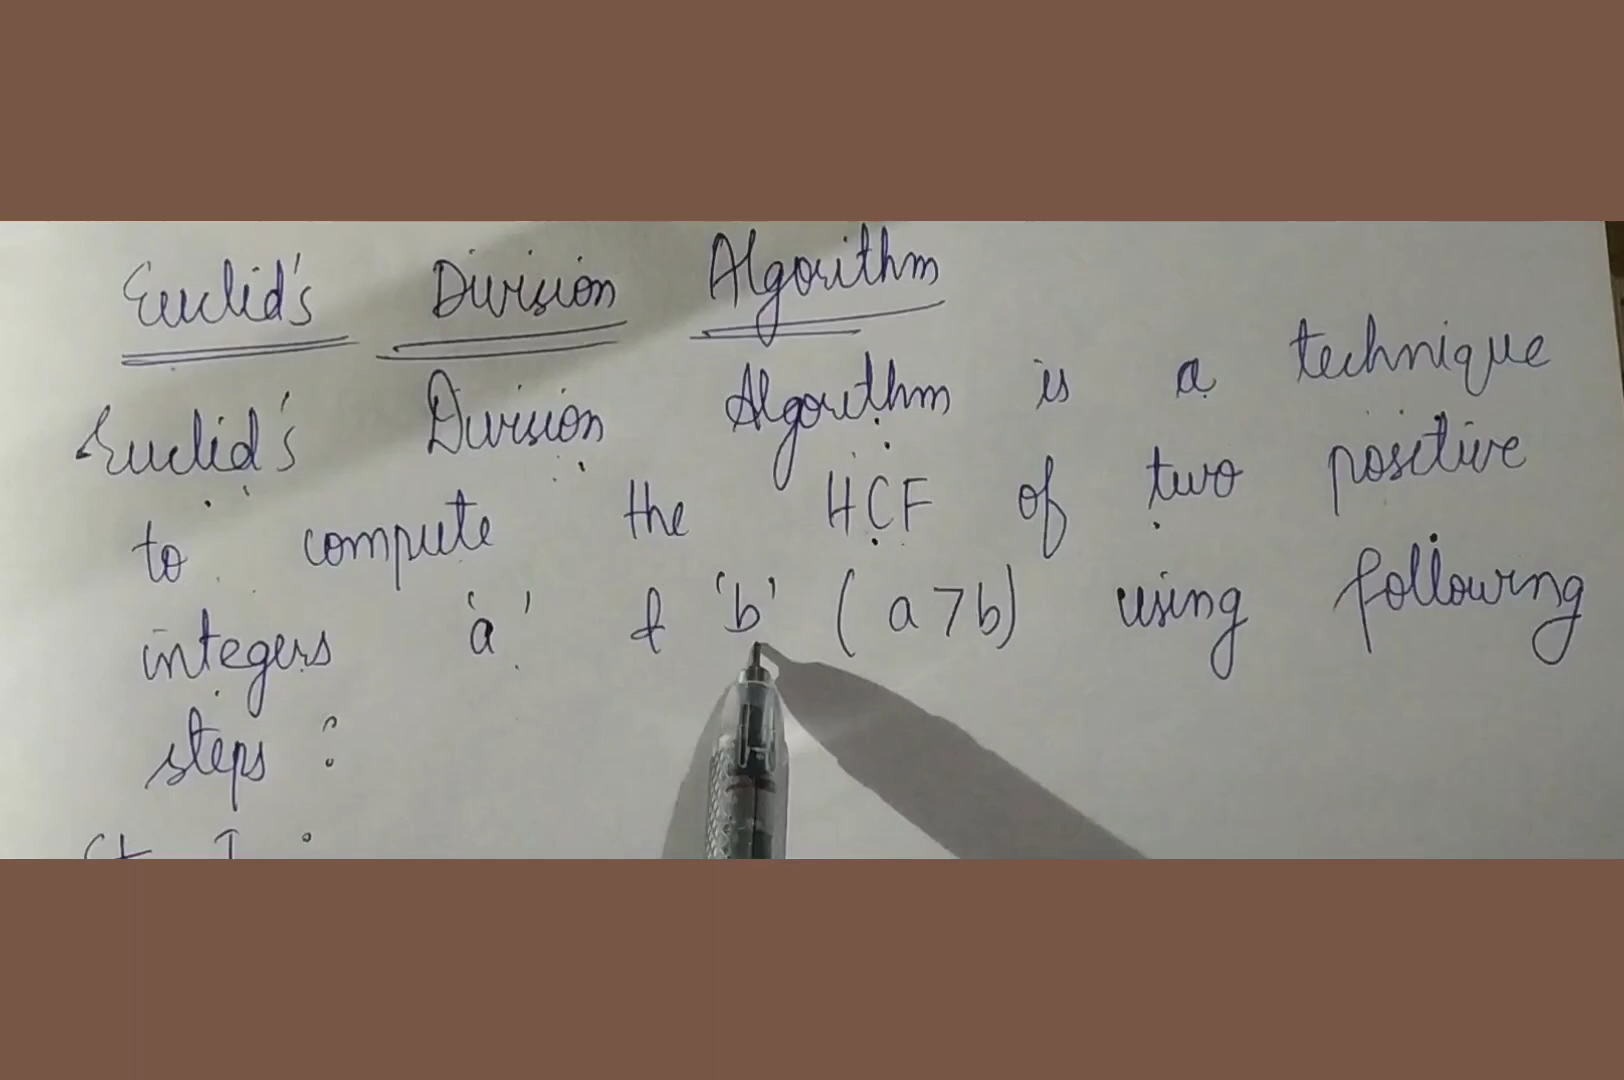 Euclid's Division Algorithm
Euclid's Division Algorithm is a technique
to compute the HCF of two positive
integers 'a' & 'b' (a>b) using following
steps :